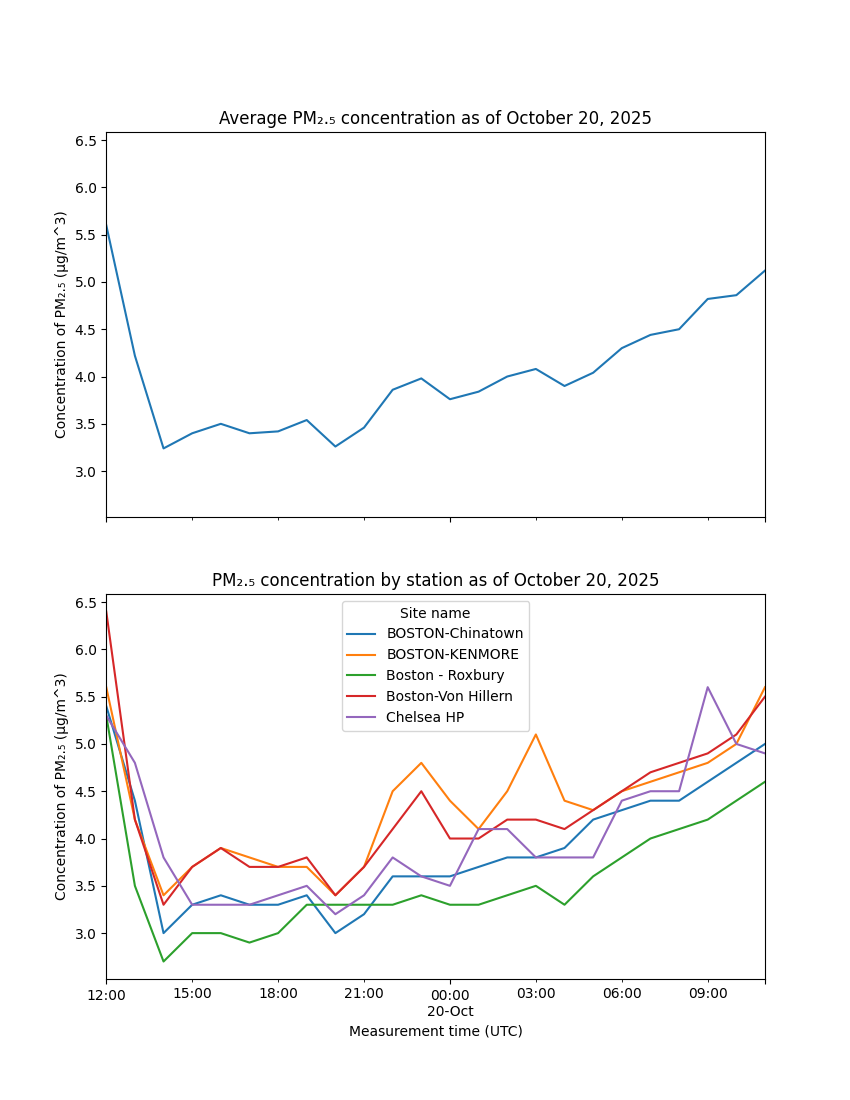 Average PM₂.₅ concentration as of October 20, 2025
Concentration of PM₂.₅ (µg/m^3)
6.5
6.0
5.5
5.0
4.5
4.0
3.5
3.0
PM₂.₅ concentration by station as of October 20, 2025
Concentration of PM₂.₅ (µg/m^3)
6.5
6.0
5.5
5.0
4.5
4.0
3.5
3.0
Site name
BOSTON-Chinatown
BOSTON-KENMORE
Boston - Roxbury
Boston-Von Hillern
Chelsea HP
12:00 15:00 18:00 21:00 00:00 03:00 06:00 09:00
20-Oct
Measurement time (UTC)